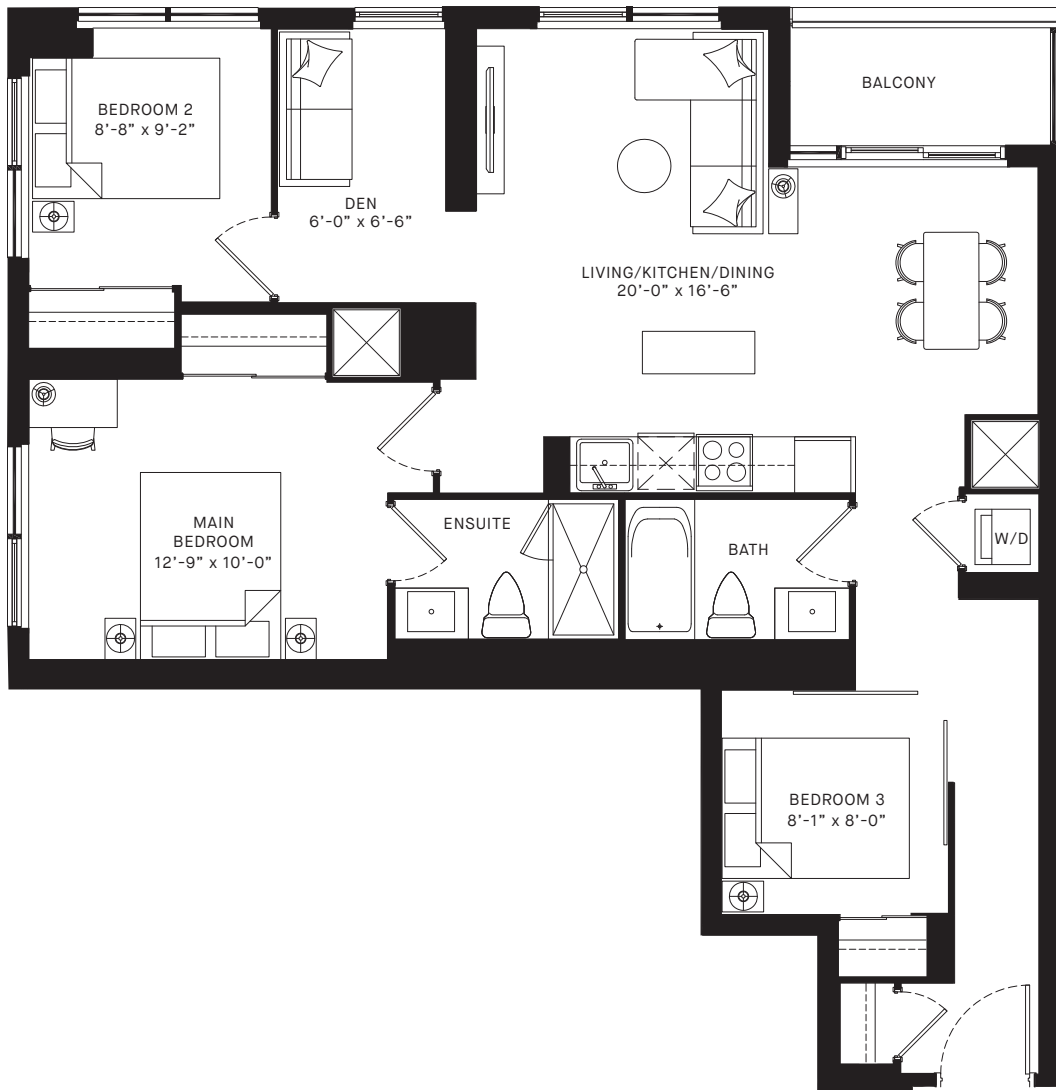 BALCONY
BEDROOM 2
8’-8” x 9’-2”
DEN
6’-0” x 6’-6”
LIVING/KITCHEN/DINING
20’-0” x 16’-6”
MAIN
BEDROOM
12’-9” x 10’-0”
ENSUITE
BATH
W/D
BEDROOM 3
8’-1” x 8’-0”